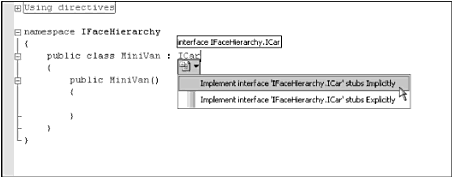 Using directives
namespace IFaceHierarchy
interface IFaceHierarchy.ICar
{
public class MiniVan : ICar
{
public MiniVan()
Implement interface 'IFaceHierarchy.ICar' stubs Implicitly
{
Implement interface 'IFaceHierarchy.ICar' stubs Explicitly
}
}
}